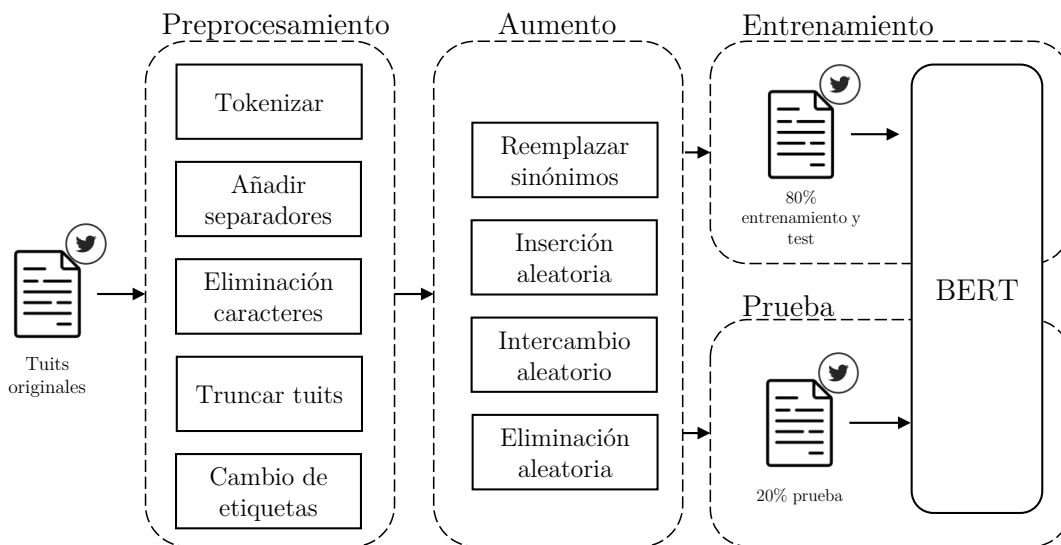 Preprocesamiento
Aumento
Entrenamiento
Tuits
originales
Tokenizar
Añadir
separadores
Eliminación
caracteres
Truncar tuits
Cambio de
etiquetas
Reemplazar
sinónimos
Inserción
aleatoria
Intercambio
aleatorio
Eliminación
aleatoria
80%
entrenamiento y
test
Prueba
20% prueba
BERT